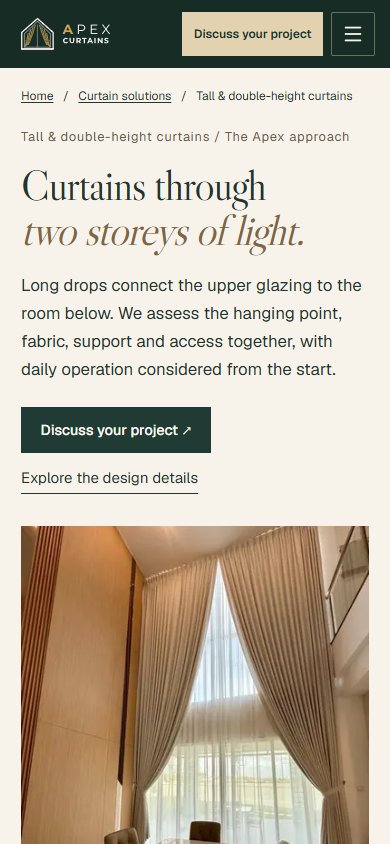 APEX
CURTAINS
Discuss your project
Home / Curtain solutions / Tall & double-height curtains
Tall & double-height curtains / The Apex approach
Curtains through
two storeys of light.
Long drops connect the upper glazing to the
room below. We assess the hanging point,
fabric, support and access together, with
daily operation considered from the start.
Discuss your project ↗
Explore the design details